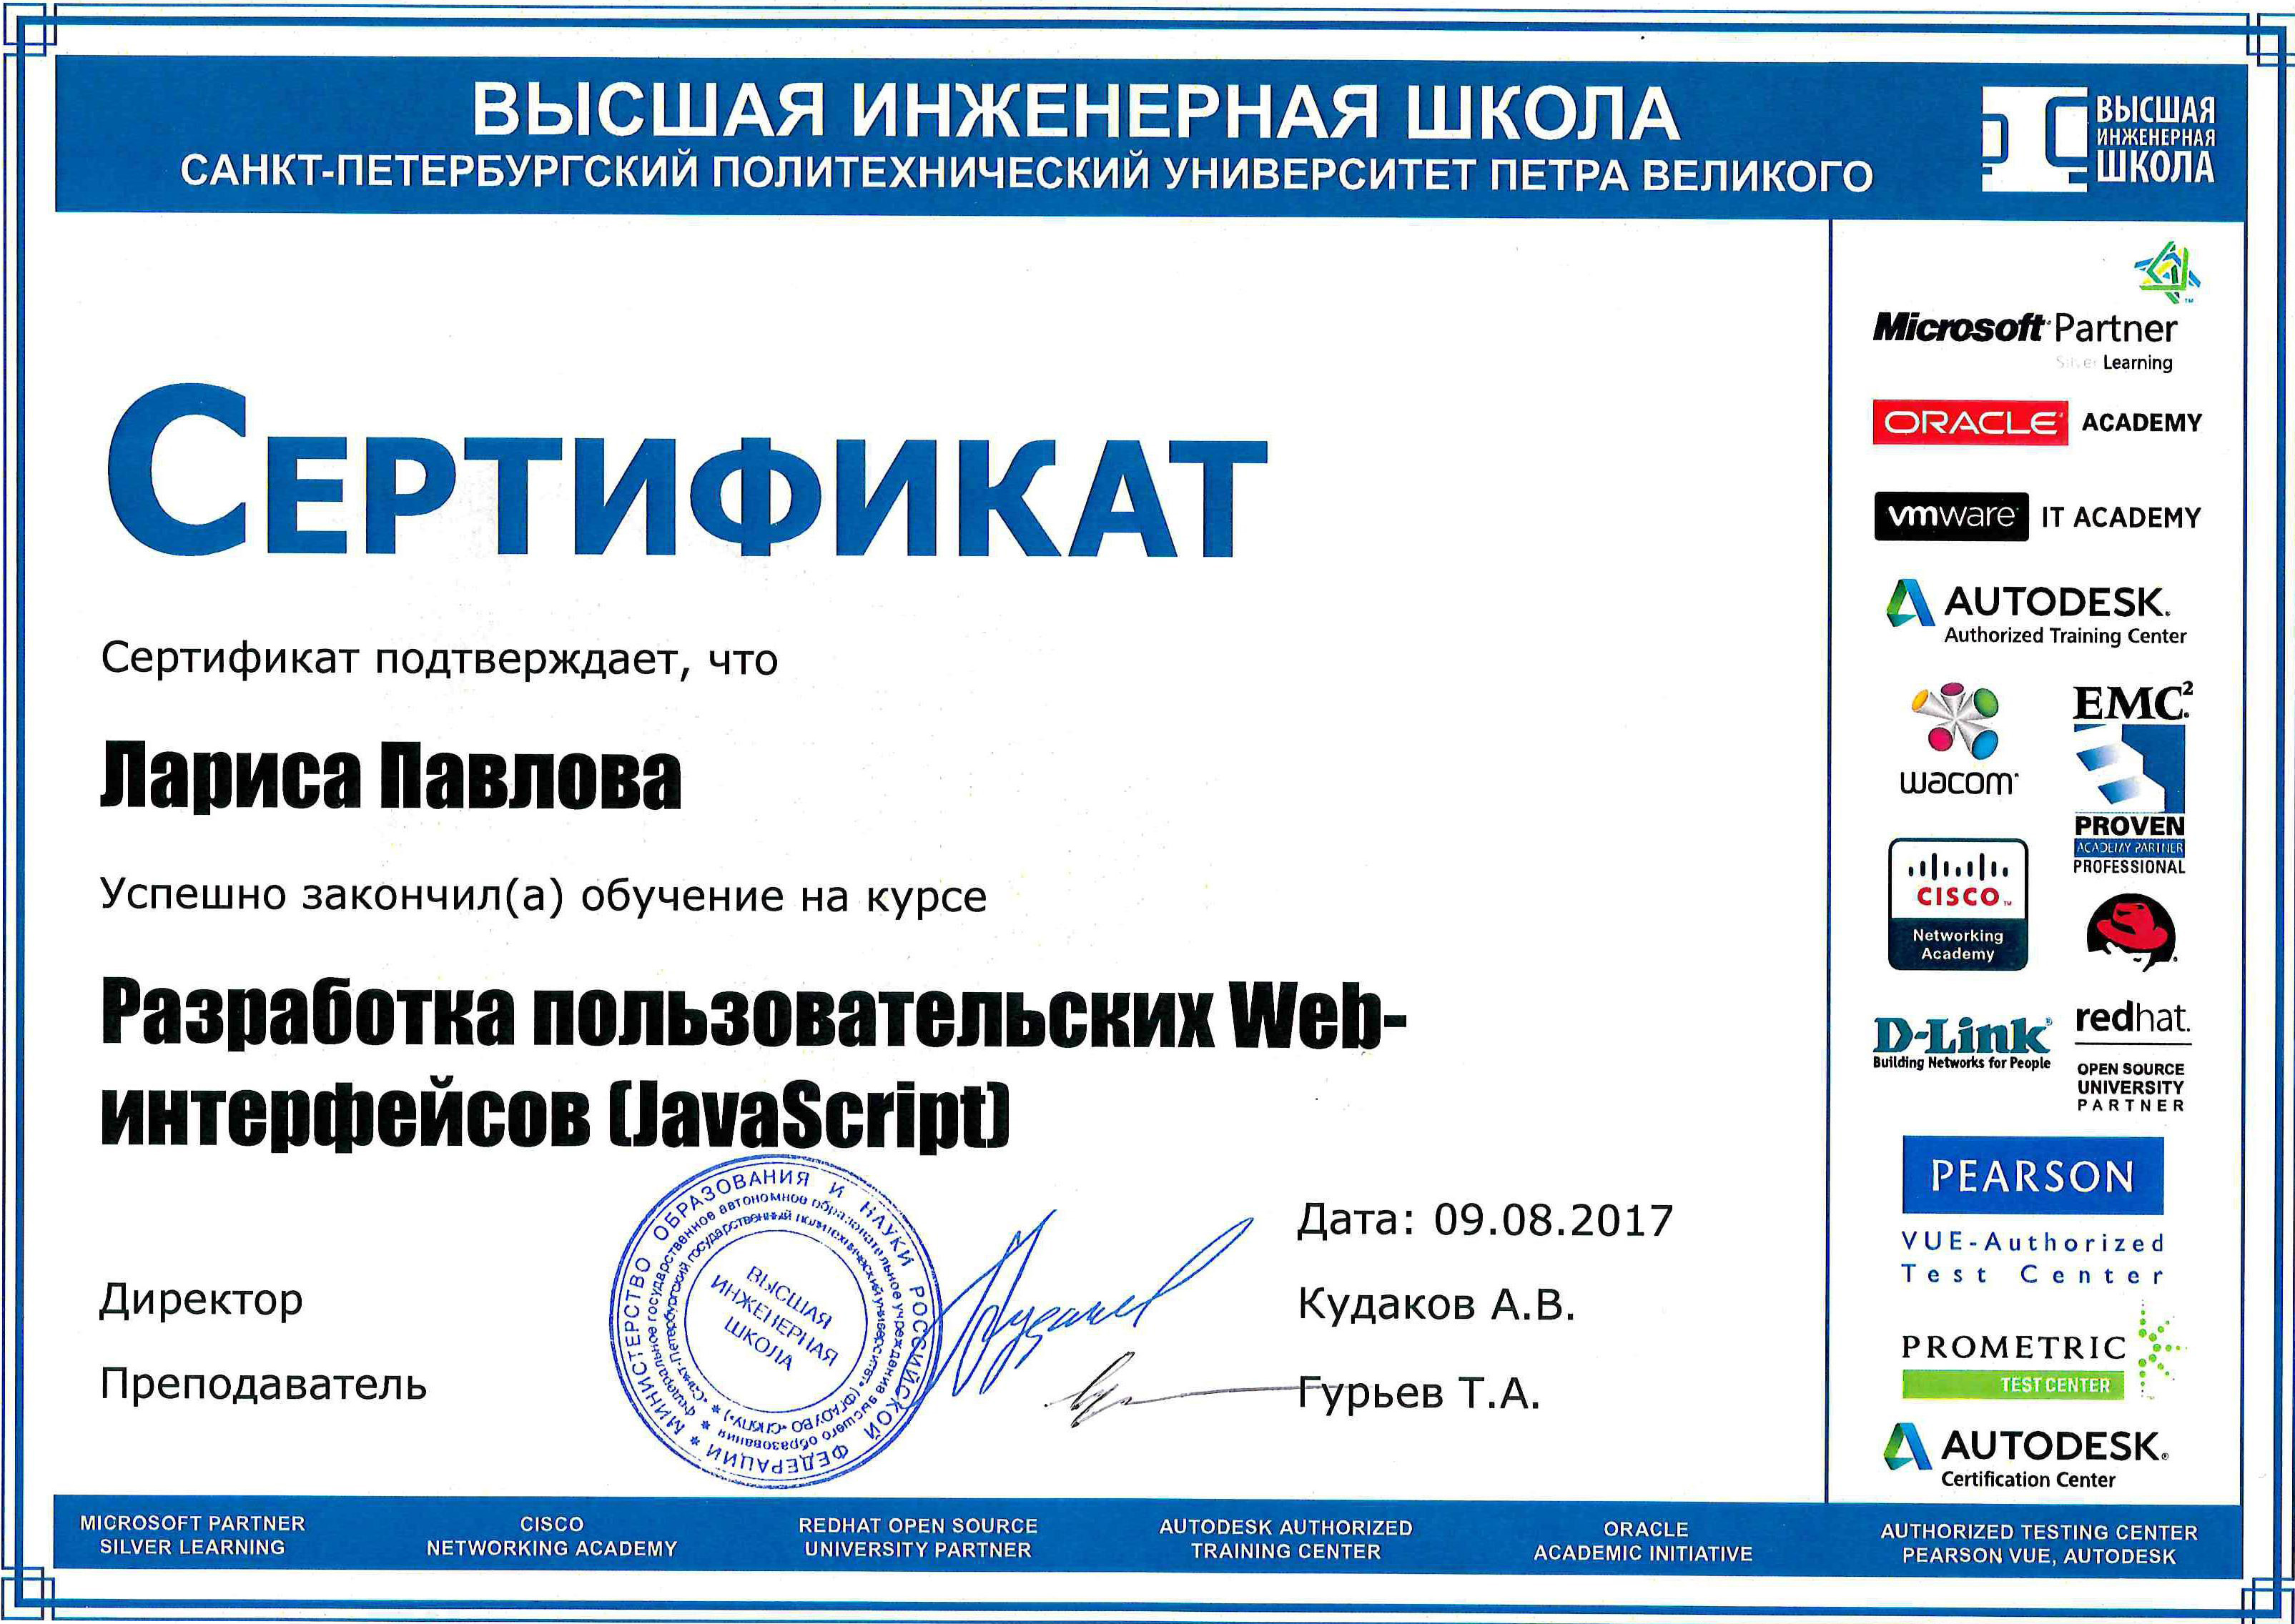 ВЫСШАЯ ИНЖЕНЕРНАЯ ШКОЛА
САНКТ-ПЕТЕРБУРГСКИЙ ПОЛИТЕХНИЧЕСКИЙ УНИВЕРСИТЕТ ПЕТРА ВЕЛИКОГО
ВЫСШАЯ
ИНЖЕНЕРНАЯ
ШКОЛА
СЕРТИФИКАТ
Сертификат подтверждает, что
Лариса Павлова
Успешно закончил(а) обучение на курсе
Разработка пользовательских Web-
интерфейсов (JavaScript)
Дата: 09.08.2017
Директор
Кудаков А.В.
Преподаватель
Гурьев Т.А.
* МИНИСТЕРСТВО ОБРАЗОВАНИЯ И НАУКИ РОССИЙСКОЙ ФЕДЕРАЦИИ
* федеральное государственное автономное образовательное учреждение высшего образования
* «Санкт-Петербургский государственный политехнический университет» (ФГАОУ ВО «СПбПУ»)
ВЫСШАЯ
ИНЖЕНЕРНАЯ
ШКОЛА
Microsoft Partner
Silver Learning
ORACLE ACADEMY
vmware IT ACADEMY
AUTODESK.
Authorized Training Center
wacom
EMC²
PROVEN
ACADEMY PARTNER
PROFESSIONAL
CISCO
Networking
Academy
D-Link
Building Networks for People
redhat.
OPEN SOURCE
UNIVERSITY
PARTNER
PEARSON
VUE-Authorized
Test Center
PROMETRIC
TEST CENTER
AUTODESK.
Certification Center
MICROSOFT PARTNER
SILVER LEARNING
CISCO
NETWORKING ACADEMY
REDHAT OPEN SOURCE
UNIVERSITY PARTNER
AUTODESK AUTHORIZED
TRAINING CENTER
ORACLE
ACADEMIC INITIATIVE
AUTHORIZED TESTING CENTER
PEARSON VUE, AUTODESK